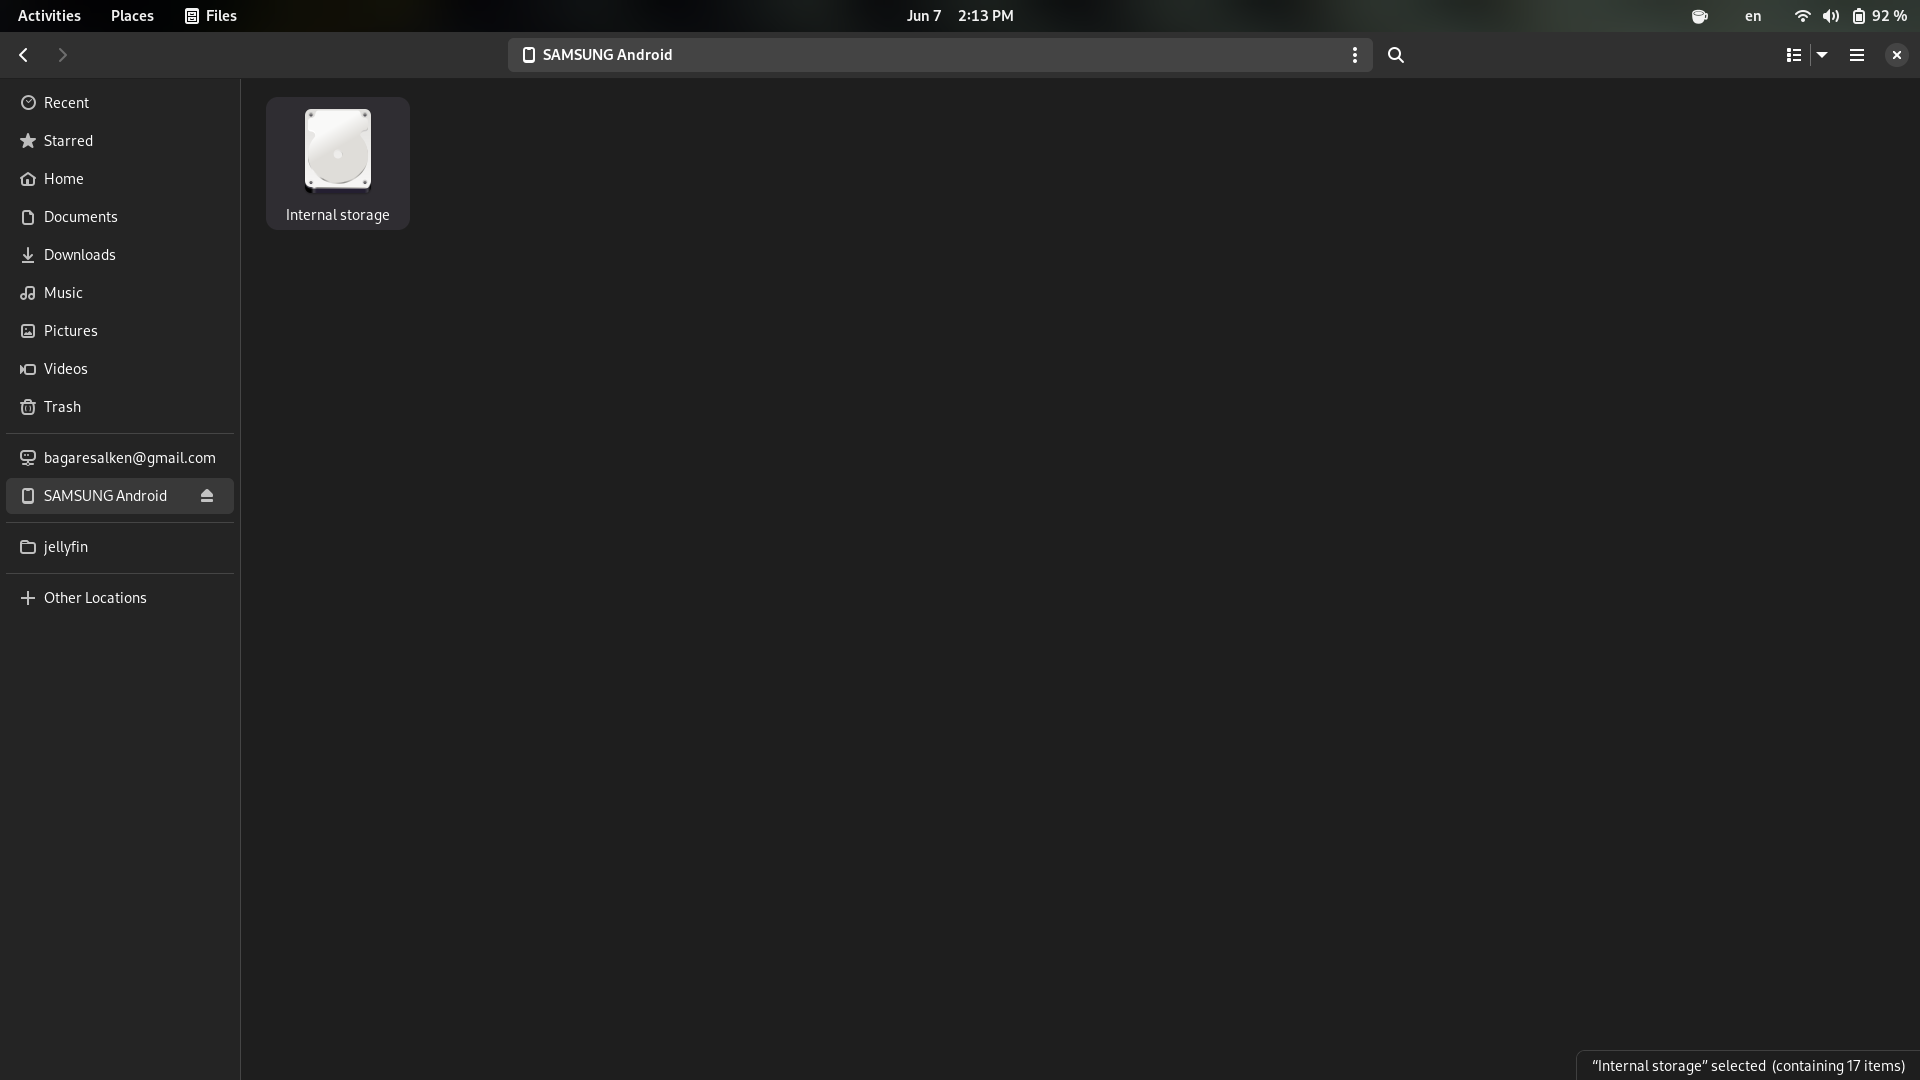 Activities Places Files Jun 7 2:13 PM en 92 %
SAMSUNG Android
Recent
Starred
Home
Documents
Downloads
Music
Pictures
Videos
Trash
bagaresalken@gmail.com
SAMSUNG Android
jellyfin
Other Locations
Internal storage
“Internal storage” selected (containing 17 items)